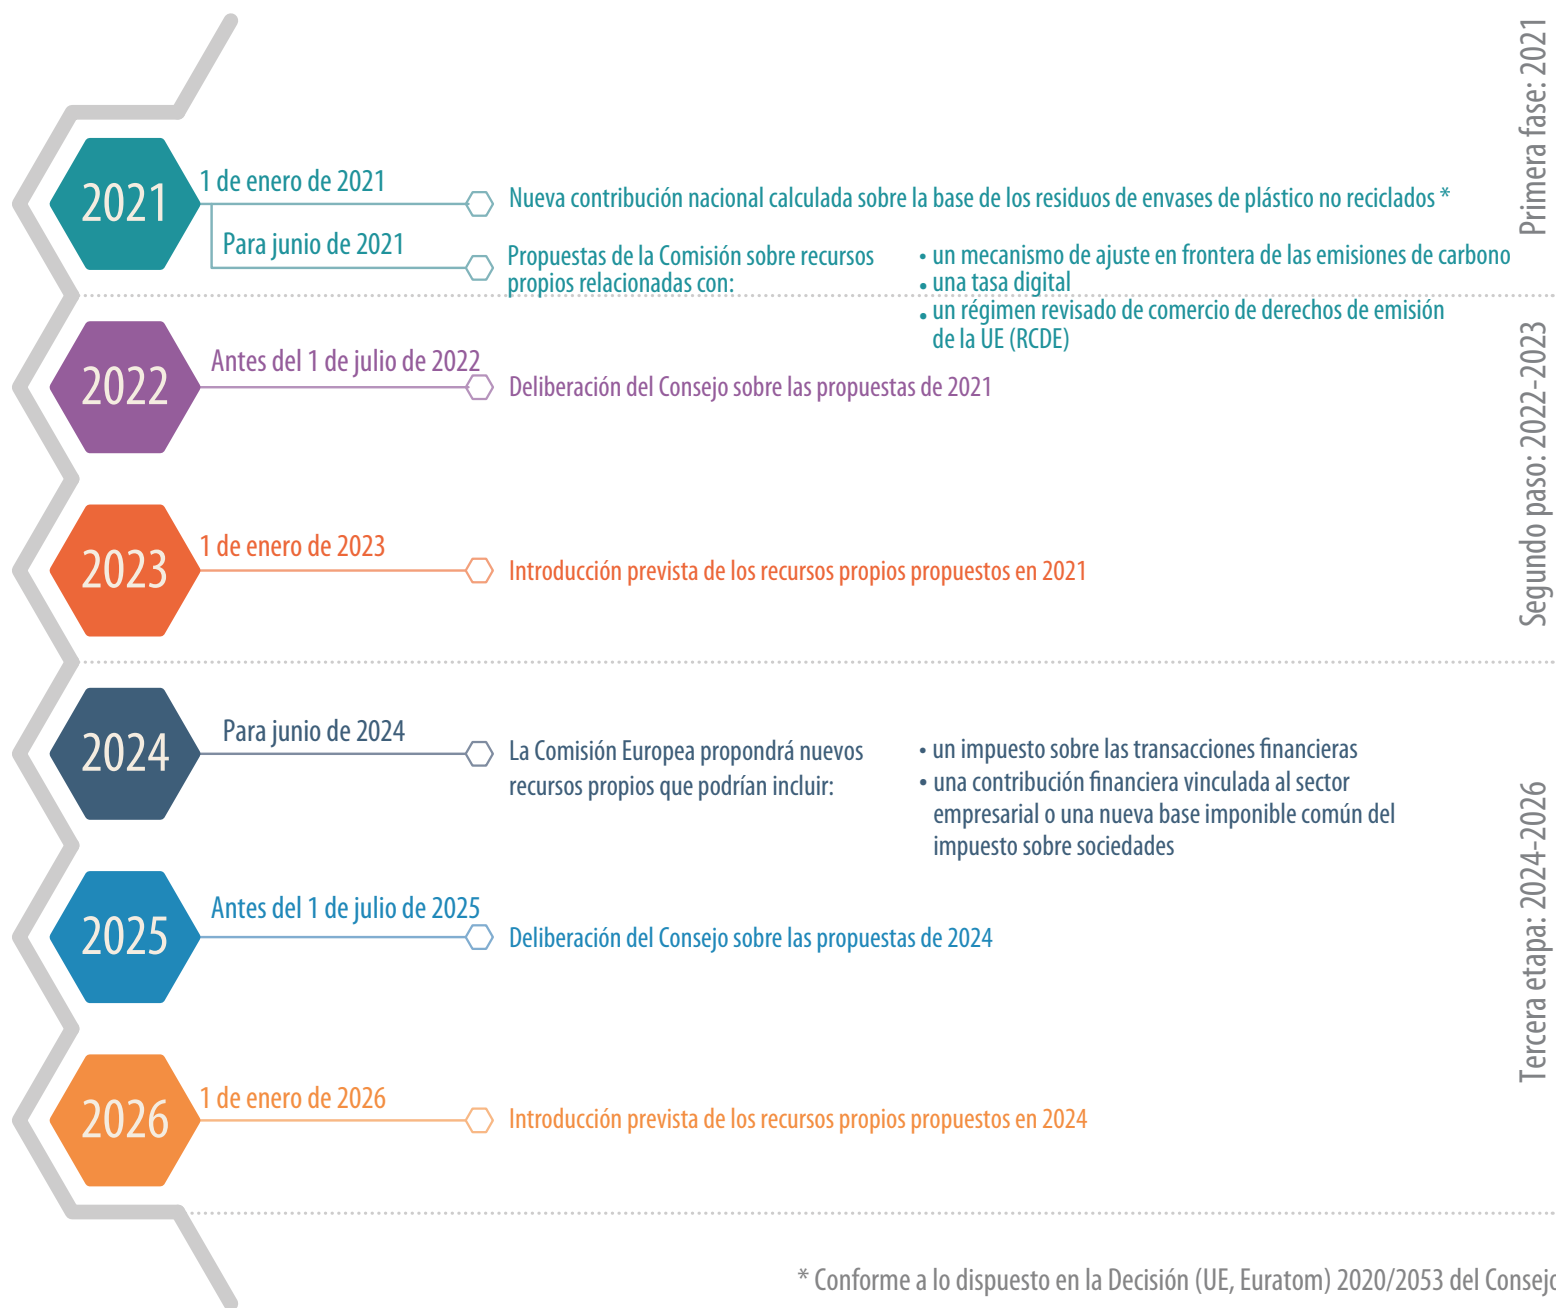 Primera fase: 2021
2021
1 de enero de 2021
Nueva contribución nacional calculada sobre la base de los residuos de envases de plástico no reciclados *
Para junio de 2021
Propuestas de la Comisión sobre recursos
propios relacionadas con:
• un mecanismo de ajuste en frontera de las emisiones de carbono
• una tasa digital
• un régimen revisado de comercio de derechos de emisión
de la UE (RCDE)
Segundo paso: 2022-2023
2022
Antes del 1 de julio de 2022
Deliberación del Consejo sobre las propuestas de 2021
2023
1 de enero de 2023
Introducción prevista de los recursos propios propuestos en 2021
Tercera etapa: 2024-2026
2024
Para junio de 2024
La Comisión Europea propondrá nuevos
recursos propios que podrían incluir:
• un impuesto sobre las transacciones financieras
• una contribución financiera vinculada al sector
empresarial o una nueva base imponible común del
impuesto sobre sociedades
2025
Antes del 1 de julio de 2025
Deliberación del Consejo sobre las propuestas de 2024
2026
1 de enero de 2026
Introducción prevista de los recursos propios propuestos en 2024
* Conforme a lo dispuesto en la Decisión (UE, Euratom) 2020/2053 del Consejo